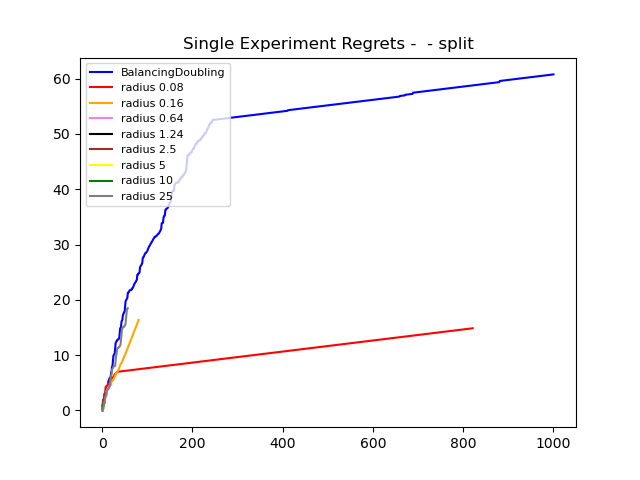 Single Experiment Regrets -  - split
BalancingDoubling
radius 0.08
radius 0.16
radius 0.64
radius 1.24
radius 2.5
radius 5
radius 10
radius 25
60
50
40
30
20
10
0
0 200 400 600 800 1000